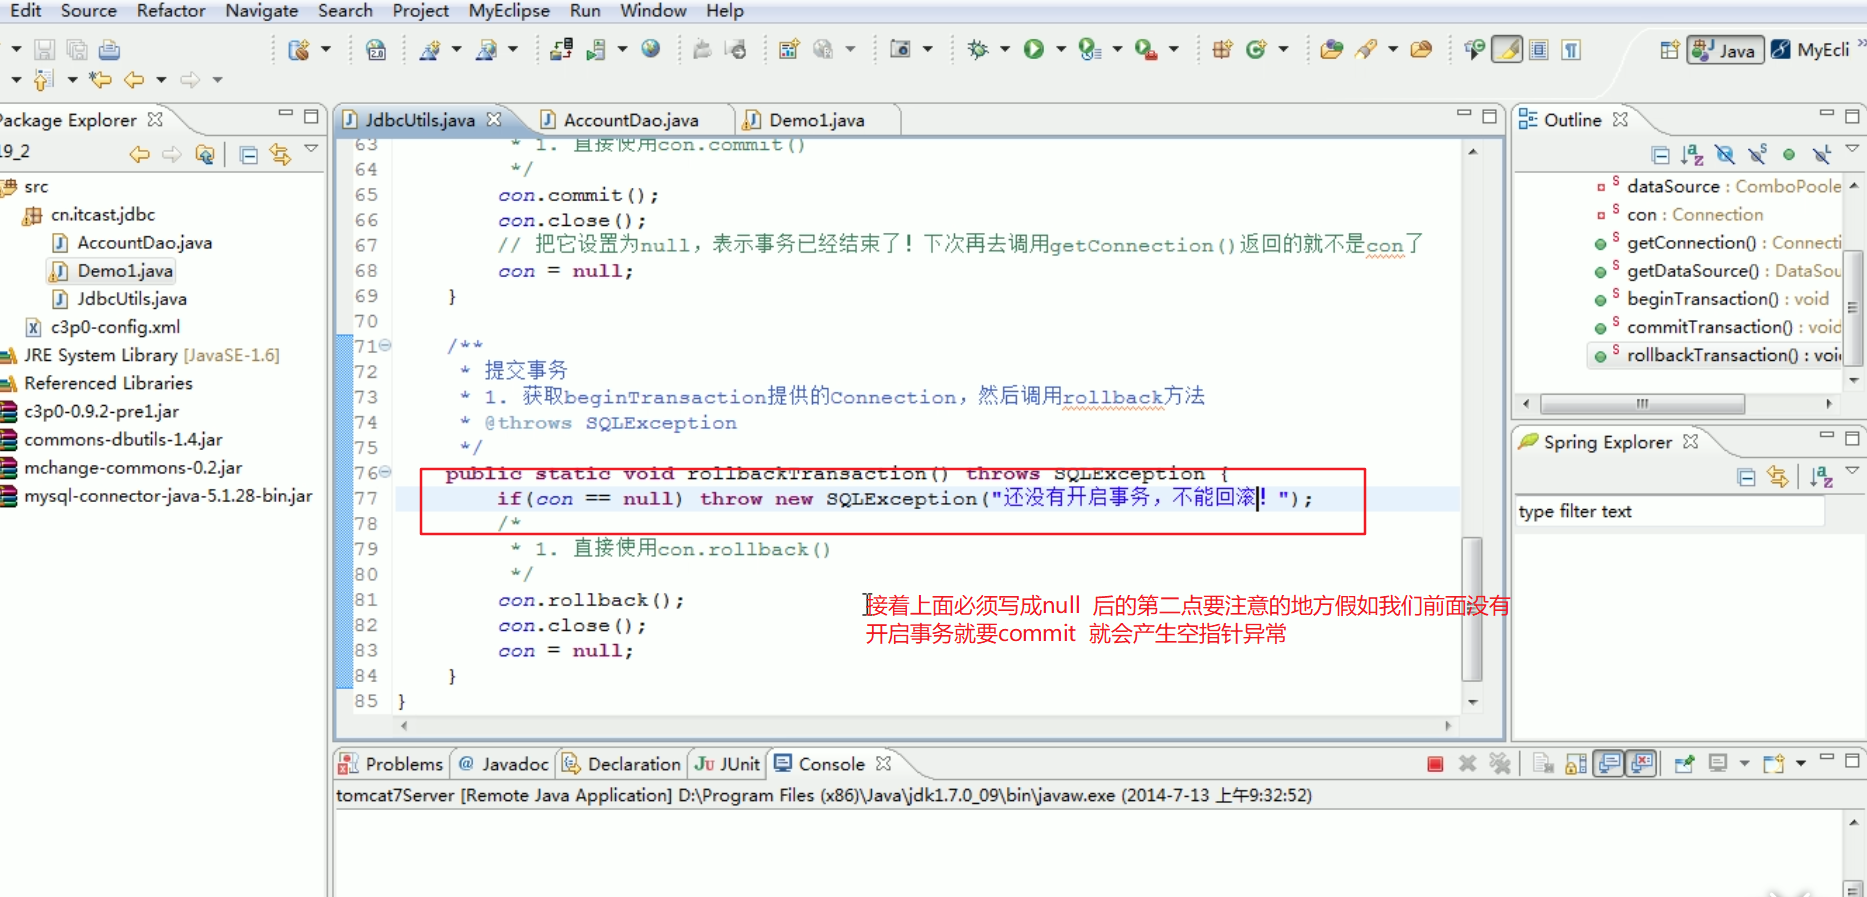 Edit Source Refactor Navigate Search Project MyEclipse Run Window Help
Java MyEcli
Package Explorer
JdbcUtils.java AccountDao.java Demo1.java
Outline
19_2
src
cn.itcast.jdbc
AccountDao.java
Demo1.java
JdbcUtils.java
c3p0-config.xml
JRE System Library [JavaSE-1.6]
Referenced Libraries
c3p0-0.9.2-pre1.jar
commons-dbutils-1.4.jar
mchange-commons-0.2.jar
mysql-connector-java-5.1.28-bin.jar
63 * 1. 直接使用con.commit()
64 */
65 con.commit();
66 con.close();
67 // 把它设置为null，表示事务已经结束了！下次再去调用getConnection()返回的就不是con了
68 con = null;
69 }
70
71 /**
72 * 提交事务
73 * 1. 获取beginTransaction提供的Connection，然后调用rollback方法
74 * @throws SQLException
75 */
76 public static void rollbackTransaction() throws SQLException {
77 if(con == null) throw new SQLException("还没有开启事务，不能回滚！");
78 /*
79 * 1. 直接使用con.rollback()
80 */
81 con.rollback();
82 con.close();
83 con = null;
84 }
85 }
接着上面必须写成null 后的第二点要注意的地方假如我们前面没有
开启事务就要commit 就会产生空指针异常
dataSource : ComboPoole
con : Connection
getConnection() : Connecti
getDataSource() : DataSou
beginTransaction() : void
commitTransaction() : void
rollbackTransaction() : voi
Spring Explorer
type filter text
Problems Javadoc Declaration JUnit Console
tomcat7Server [Remote Java Application] D:\Program Files (x86)\Java\jdk1.7.0_09\bin\javaw.exe (2014-7-13 上午9:32:52)